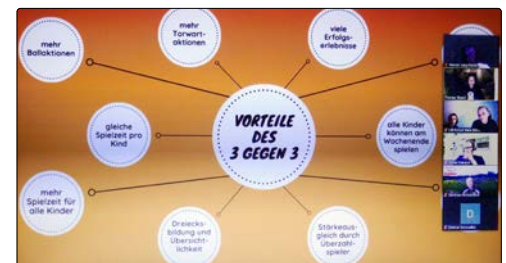 mehr
Ballaktionen
mehr
Torwart-
aktionen
viele
Erfolgs-
erlebnisse
gleiche
Spielzeit pro
Kind
VORTEILE
DES
3 GEGEN 3
alle Kinder
können am
Wochenende
spielen
mehr
Spielzeit für
alle Kinder
Dreiecks-
bildung und
Übersicht-
lichkeit
Stärkeaus-
gleich durch
Überzahl-
spieler
D